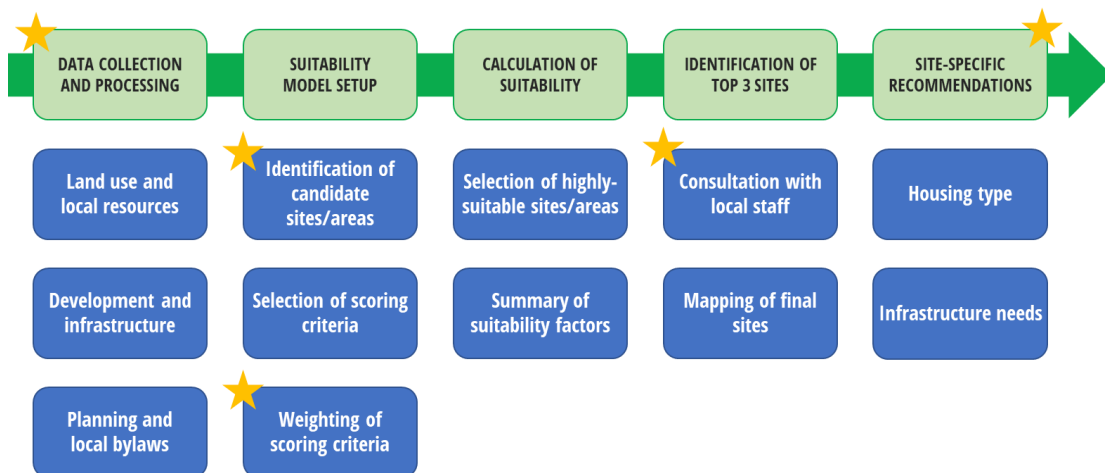 DATA COLLECTION
AND PROCESSING
SUITABILITY
MODEL SETUP
CALCULATION OF
SUITABILITY
IDENTIFICATION OF
TOP 3 SITES
SITE-SPECIFIC
RECOMMENDATIONS
Land use and
local resources
Identification of
candidate
sites/areas
Selection of highly-
suitable sites/areas
Consultation with
local staff
Housing type
Development and
infrastructure
Selection of scoring
criteria
Summary of
suitability factors
Mapping of final
sites
Infrastructure needs
Planning and
local bylaws
Weighting of
scoring criteria